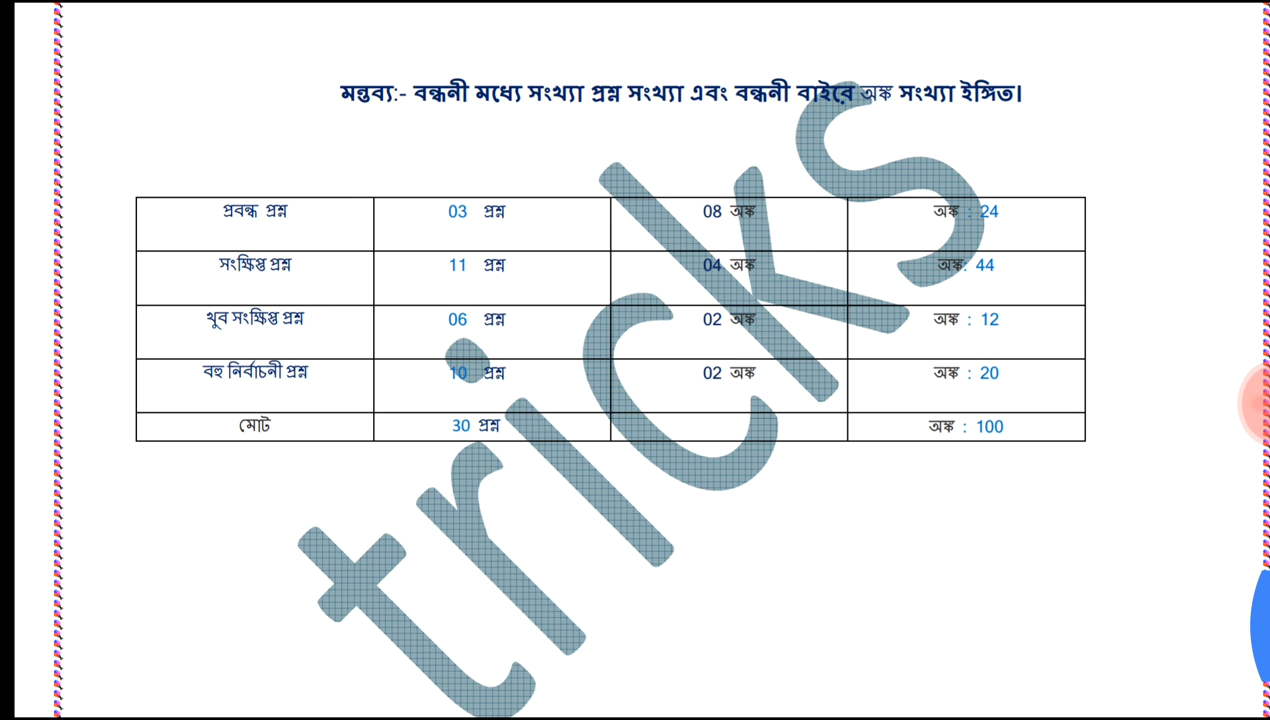 মন্তব্য:- বন্ধনী মধ্যে সংখ্যা প্রশ্ন সংখ্যা এবং বন্ধনী বাইরে অঙ্ক সংখ্যা ইঙ্গিত।
প্রবন্ধ প্রশ্ন 03 প্রশ্ন 08 অঙ্ক অঙ্ক : 24
সংক্ষিপ্ত প্রশ্ন 11 প্রশ্ন 04 অঙ্ক অঙ্ক: 44
খুব সংক্ষিপ্ত প্রশ্ন 06 প্রশ্ন 02 অঙ্ক অঙ্ক : 12
বহু নির্বাচনী প্রশ্ন 10 প্রশ্ন 02 অঙ্ক অঙ্ক : 20
মোট 30 প্রশ্ন অঙ্ক : 100
tricks